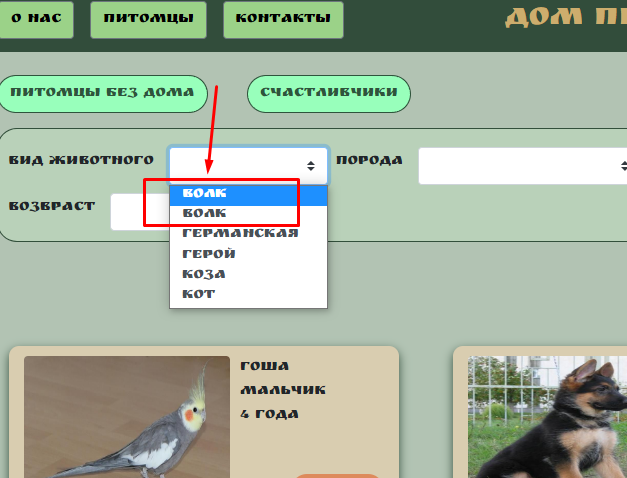 О НАС ПИТОМЦЫ КОНТАКТЫ ДОМ ПИ
ПИТОМЦЫ БЕЗ ДОМА СЧАСТЛИВЧИКИ
ВИД ЖИВОТНОГО ПОРОДА
ВОЛК
ВОЗВРАСТ ВОЛК
ГЕРМАНСКАЯ
ГЕРОЙ
КОЗА
КОТ
ГОША
МАЛЬЧИК
4 ГОДА